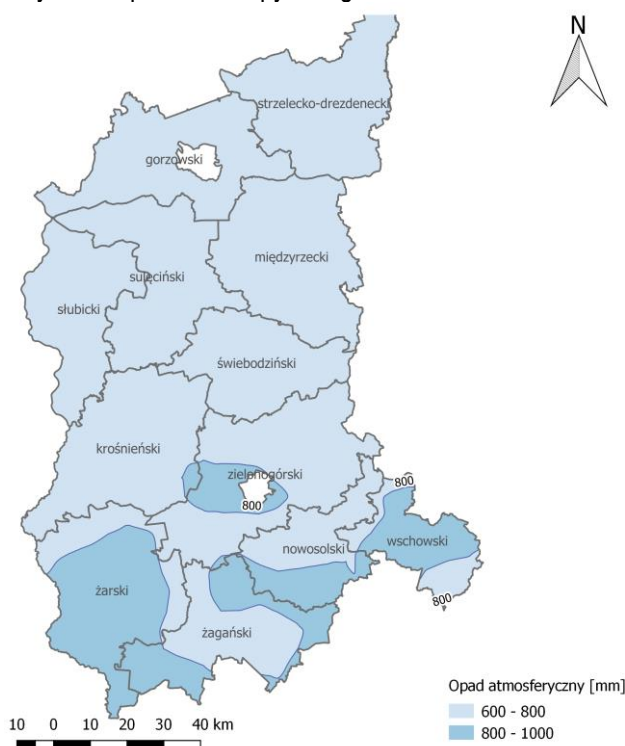 N
strzelecko-drezdenecki
gorzowski
międzyrzecki
sulęciński
słubicki
świebodziński
krośnieński
zielonogórski
800
800
nowosolski
wschowski
żarski
800
żagański
Opad atmosferyczny [mm]
600 - 800
800 - 1000
10 0 10 20 30 40 km